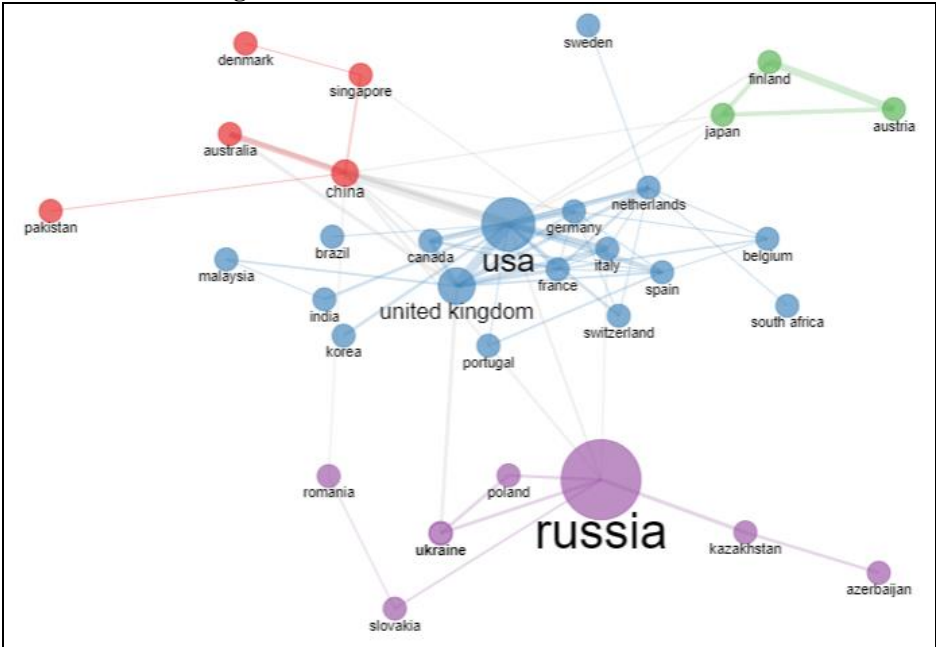 sweden
denmark
finland
singapore
austria
japan
australia
china
netherlands
pakistan
germany
brazil
canada
belgium
usa
italy
malaysia
france
spain
united kingdom
india
south africa
switzerland
korea
portugal
romania
poland
russia
ukraine
kazakhstan
azerbaijan
slovakia